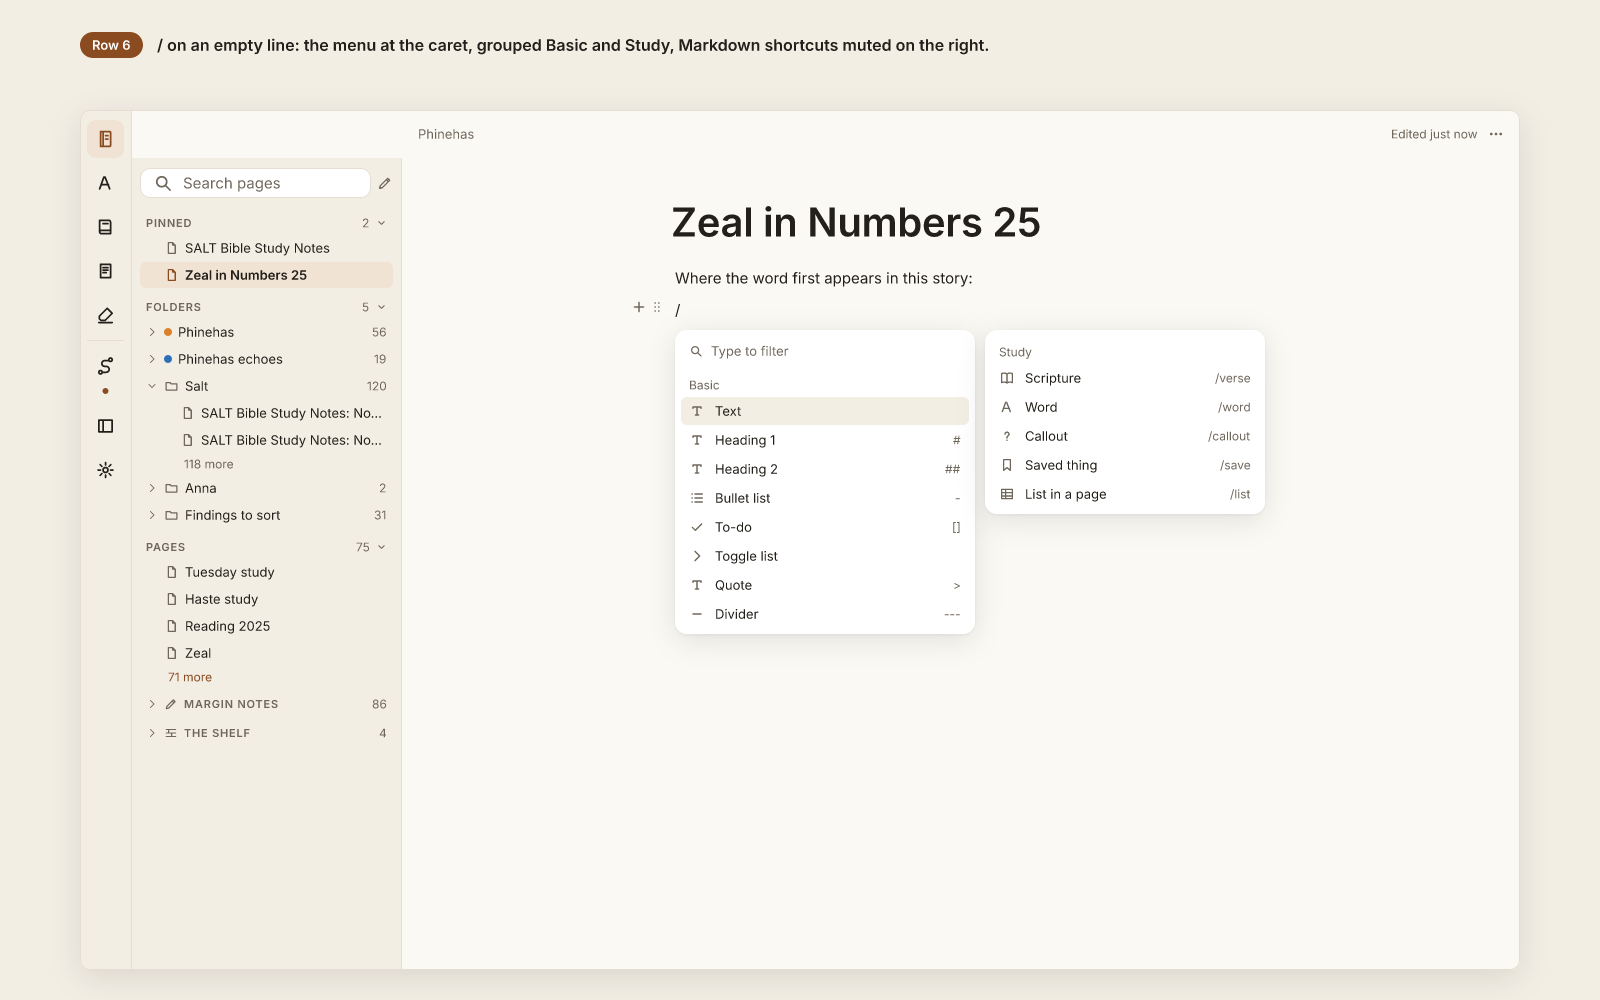 Row 6
/ on an empty line: the menu at the caret, grouped Basic and Study, Markdown shortcuts muted on the right.
Phinehas
Edited just now
Search pages
PINNED 2
SALT Bible Study Notes
Zeal in Numbers 25
FOLDERS 5
Phinehas 56
Phinehas echoes 19
Salt 120
SALT Bible Study Notes: No...
SALT Bible Study Notes: No...
118 more
Anna 2
Findings to sort 31
PAGES 75
Tuesday study
Haste study
Reading 2025
Zeal
71 more
MARGIN NOTES 86
THE SHELF 4
Zeal in Numbers 25
Where the word first appears in this story:
/
Type to filter
Basic
Text
Heading 1 #
Heading 2 ##
Bullet list -
To-do []
Toggle list
Quote >
Divider ---
Study
Scripture /verse
Word /word
Callout /callout
Saved thing /save
List in a page /list